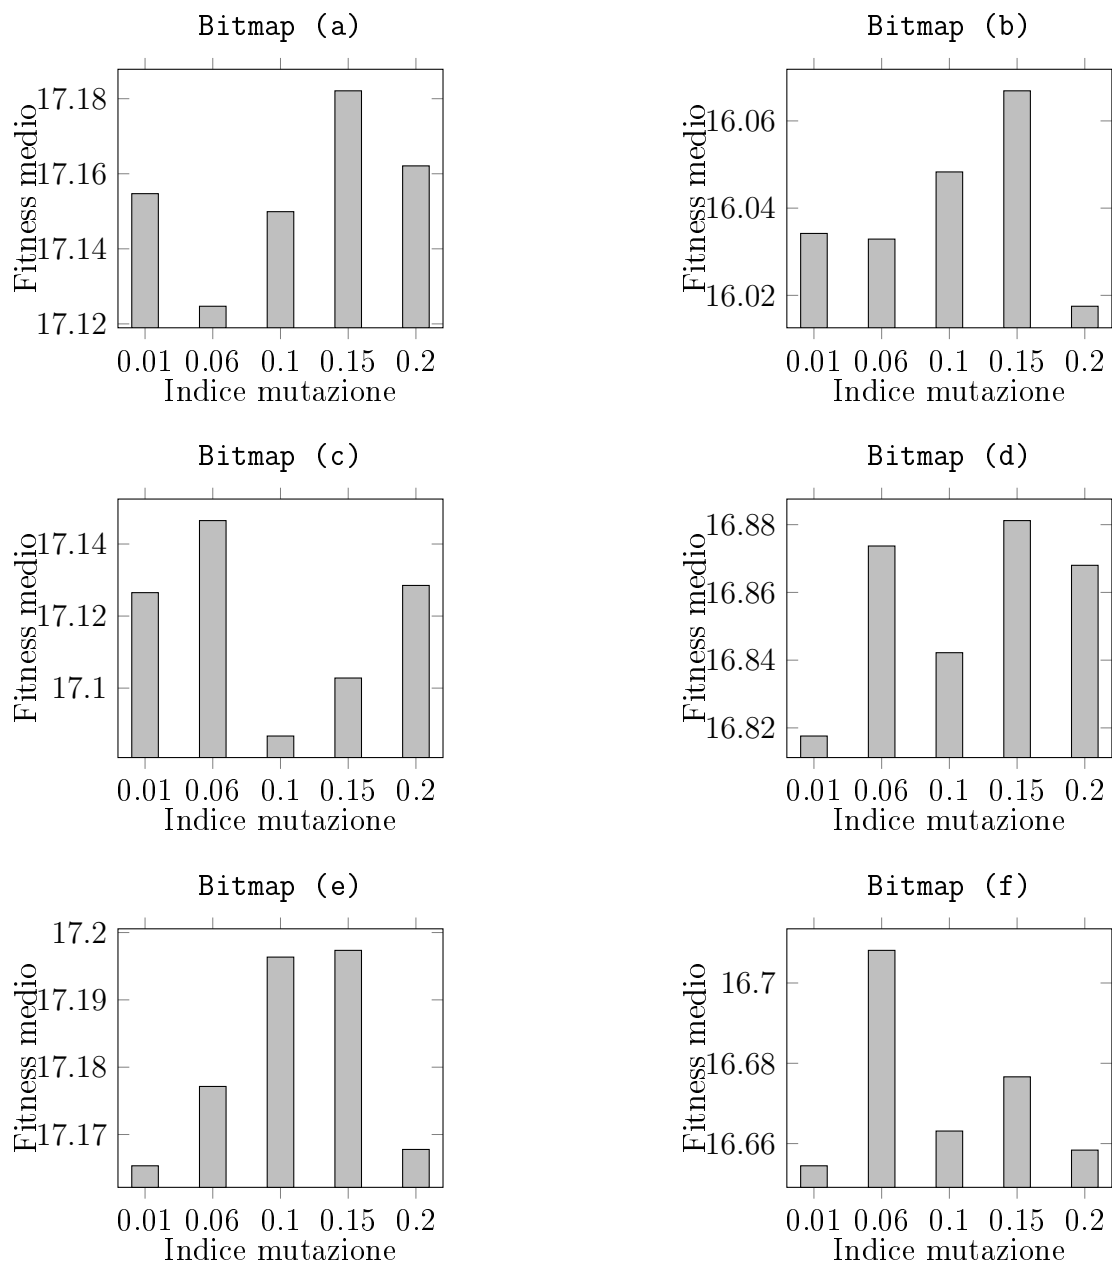 Bitmap (a)
Fitness medio
17.18
17.16
17.14
17.12
0.01 0.06 0.1 0.15 0.2
Indice mutazione
Bitmap (b)
Fitness medio
16.06
16.04
16.02
0.01 0.06 0.1 0.15 0.2
Indice mutazione
Bitmap (c)
Fitness medio
17.14
17.12
17.1
0.01 0.06 0.1 0.15 0.2
Indice mutazione
Bitmap (d)
Fitness medio
16.88
16.86
16.84
16.82
0.01 0.06 0.1 0.15 0.2
Indice mutazione
Bitmap (e)
Fitness medio
17.2
17.19
17.18
17.17
0.01 0.06 0.1 0.15 0.2
Indice mutazione
Bitmap (f)
Fitness medio
16.7
16.68
16.66
0.01 0.06 0.1 0.15 0.2
Indice mutazione